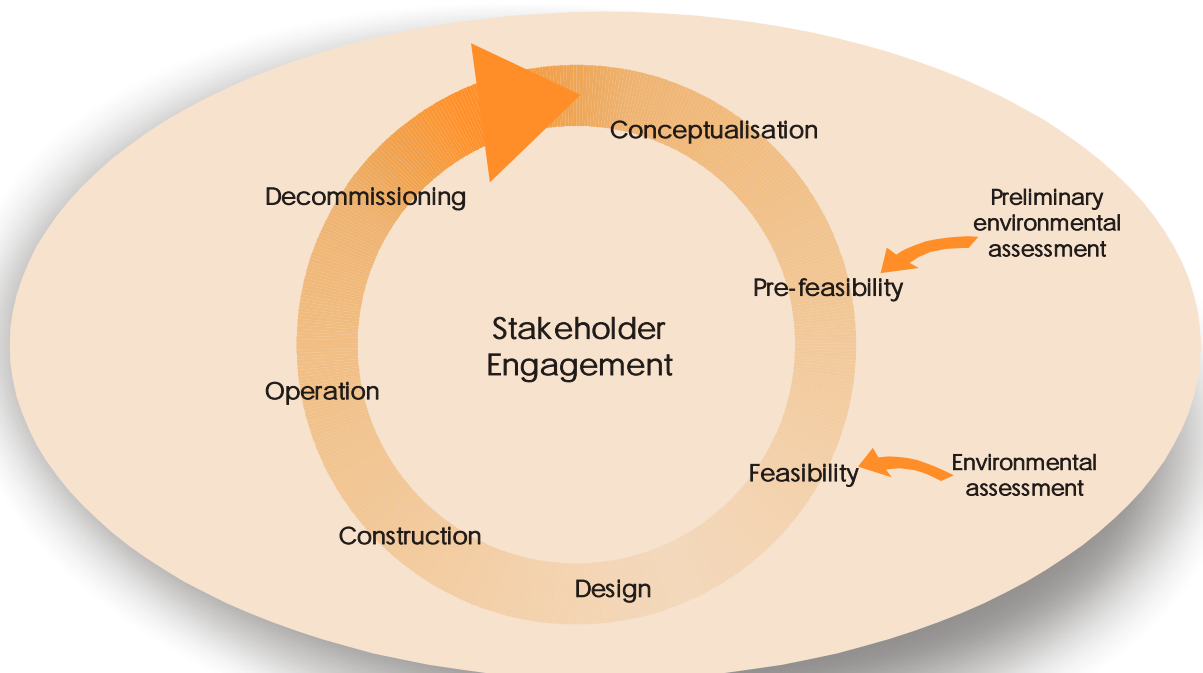 Conceptualisation
Decommissioning
Preliminary
environmental
assessment
Pre-feasibility
Stakeholder
Engagement
Operation
Feasibility
Environmental
assessment
Construction
Design